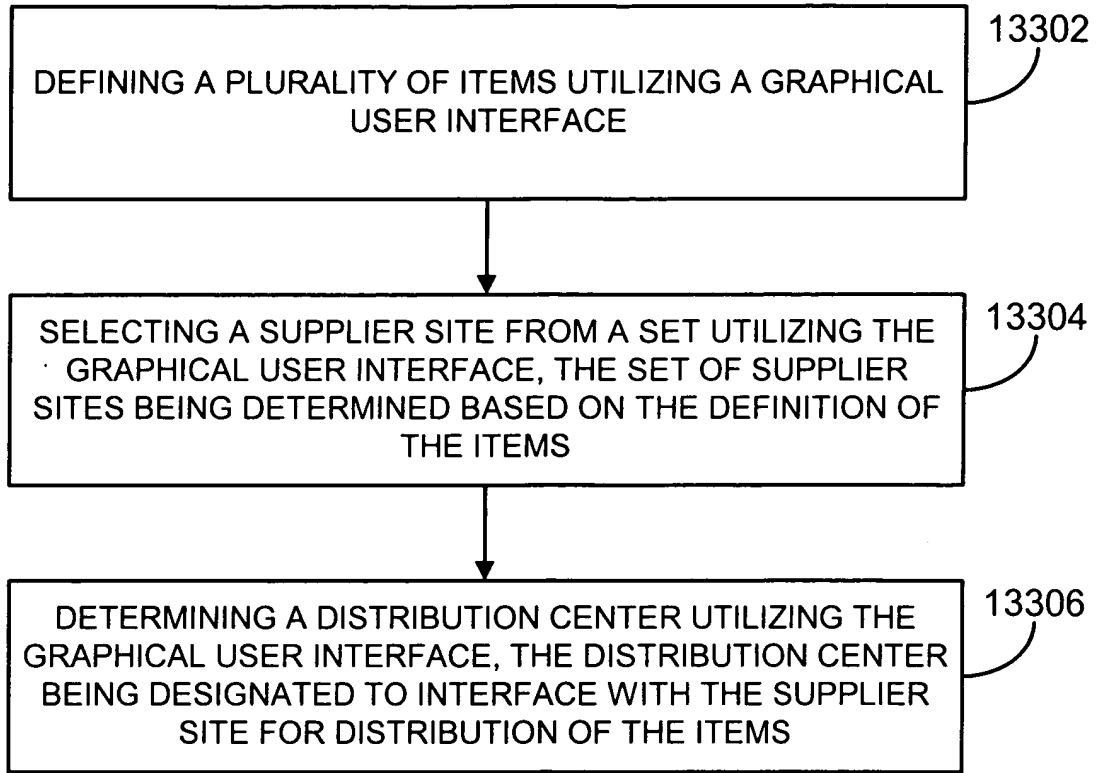 13302
DEFINING A PLURALITY OF ITEMS UTILIZING A GRAPHICAL
USER INTERFACE
13304
SELECTING A SUPPLIER SITE FROM A SET UTILIZING THE
GRAPHICAL USER INTERFACE, THE SET OF SUPPLIER
SITES BEING DETERMINED BASED ON THE DEFINITION OF
THE ITEMS
13306
DETERMINING A DISTRIBUTION CENTER UTILIZING THE
GRAPHICAL USER INTERFACE, THE DISTRIBUTION CENTER
BEING DESIGNATED TO INTERFACE WITH THE SUPPLIER
SITE FOR DISTRIBUTION OF THE ITEMS